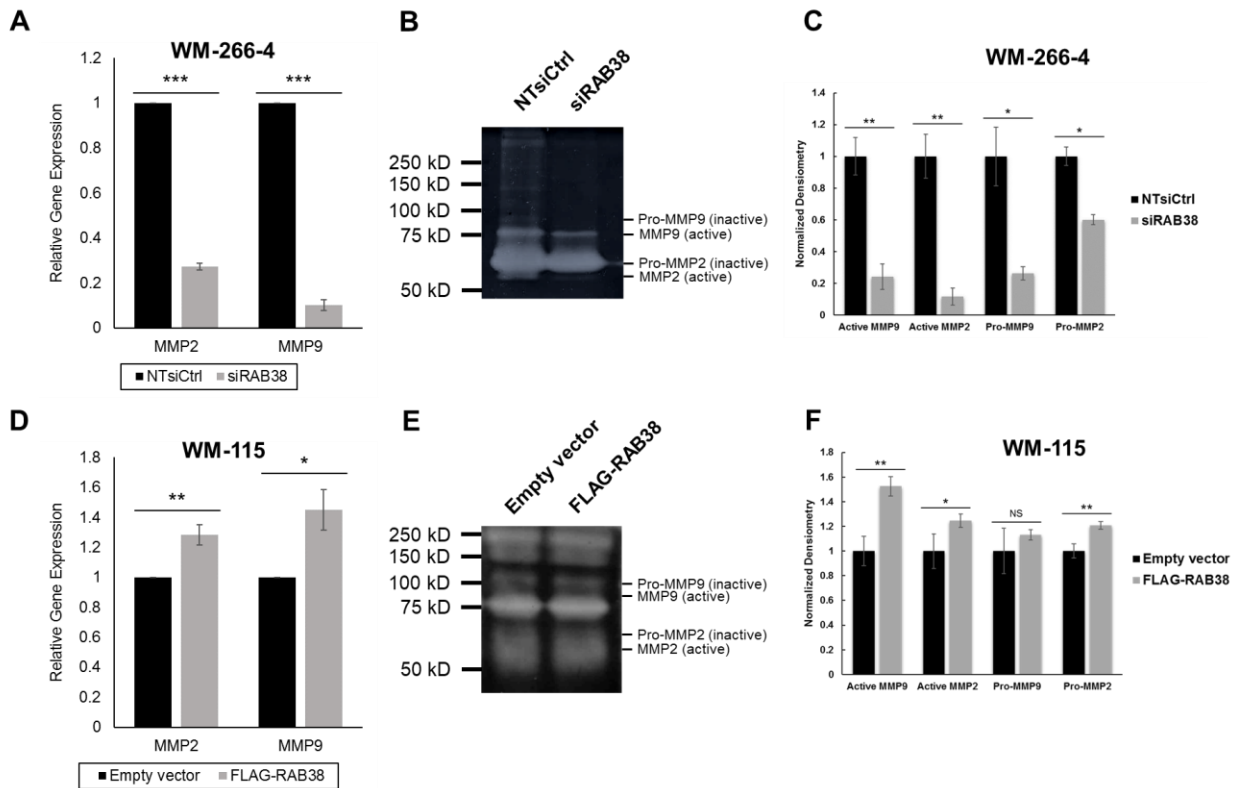 A
WM-266-4
Relative Gene Expression
1.2
1
0.8
0.6
0.4
0.2
0
***
***
MMP2
MMP9
NTsiCtrl
siRAB38
B
NTsiCtrl
siRAB38
250 kD
150 kD
100 kD
75 kD
50 kD
Pro-MMP9 (inactive)
MMP9 (active)
Pro-MMP2 (inactive)
MMP2 (active)
C
WM-266-4
Normalized Densiometry
1.4
1.2
1
0.8
0.6
0.4
0.2
0
**
**
*
*
Active MMP9
Active MMP2
Pro-MMP9
Pro-MMP2
NTsiCtrl
siRAB38
D
WM-115
Relative Gene Expression
1.8
1.6
1.4
1.2
1
0.8
0.6
0.4
0.2
0
**
*
MMP2
MMP9
Empty vector
FLAG-RAB38
E
Empty vector
FLAG-RAB38
250 kD
150 kD
100 kD
75 kD
50 kD
Pro-MMP9 (inactive)
MMP9 (active)
Pro-MMP2 (inactive)
MMP2 (active)
F
WM-115
Normalized Densiometry
1.8
1.6
1.4
1.2
1
0.8
0.6
0.4
0.2
0
**
*
NS
**
Active MMP9
Active MMP2
Pro-MMP9
Pro-MMP2
Empty vector
FLAG-RAB38